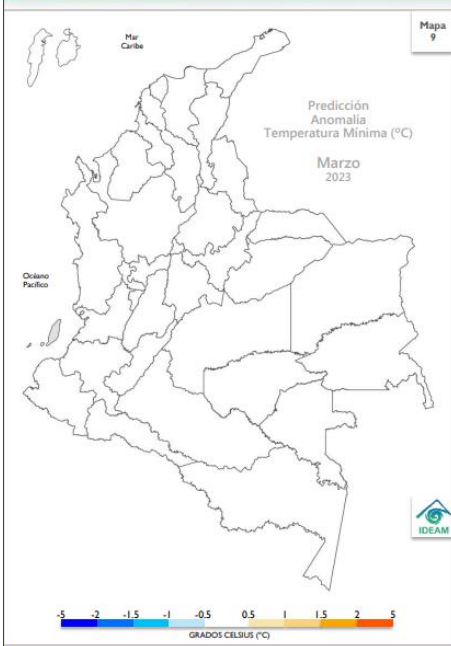 Mapa
9
Mar
Caribe
Predicción
Anomalía
Temperatura Mínima (ºC)
Marzo
2023
Océano
Pacífico
IDEAM
-5 -2 -1.5 -1 -0.5 0.5 1 1.5 2 5
GRADOS CELSIUS (ºC)